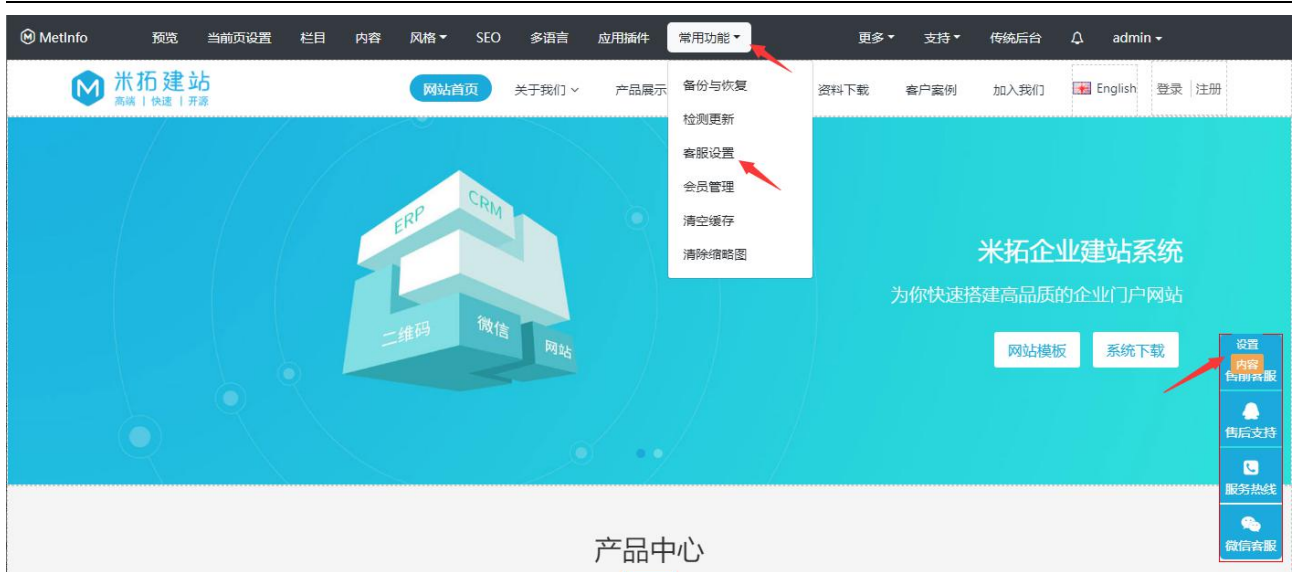 MetInfo 预览 当前页设置 栏目 内容 风格 SEO 多语言 应用插件 常用功能 更多 支持 传统后台 admin
米拓建站
高端 | 快速 | 开源
网站首页 关于我们 产品展示 资料下载 客户案例 加入我们 English 登录 注册
备份与恢复
检测更新
客服设置
会员管理
清空缓存
清除缩略图
ERP
CRM
二维码
微信
网站
米拓企业建站系统
为你快速搭建高品质的企业门户网站
网站模板 系统下载
设置
内容
售前客服
售后支持
服务热线
微信客服
产品中心